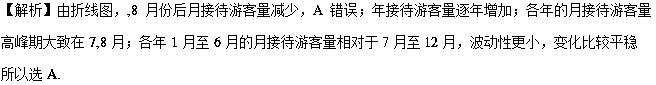 【解析】由折线图,,8 月份后月接待游客量减少，A 错误；年接待游客量逐年增加；各年的月接待游客量
高峰期大致在 7,8 月；各年 1 月至 6 月的月接待游客量相对于 7 月至 12 月，波动性更小，变化比较平稳
所以选 A.